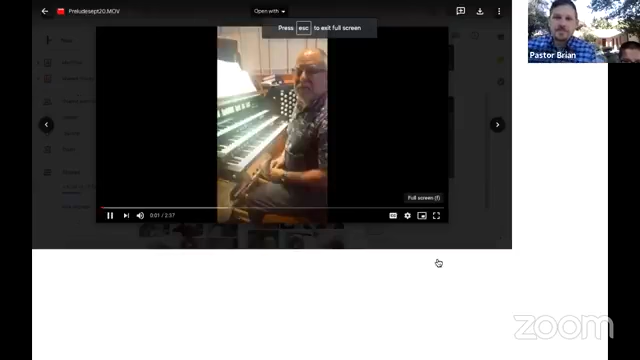 Preludesept20.MOV
Open with
Press esc to exit full screen
Pastor Brian
Full screen (f)
0:01 / 2:37
zoom